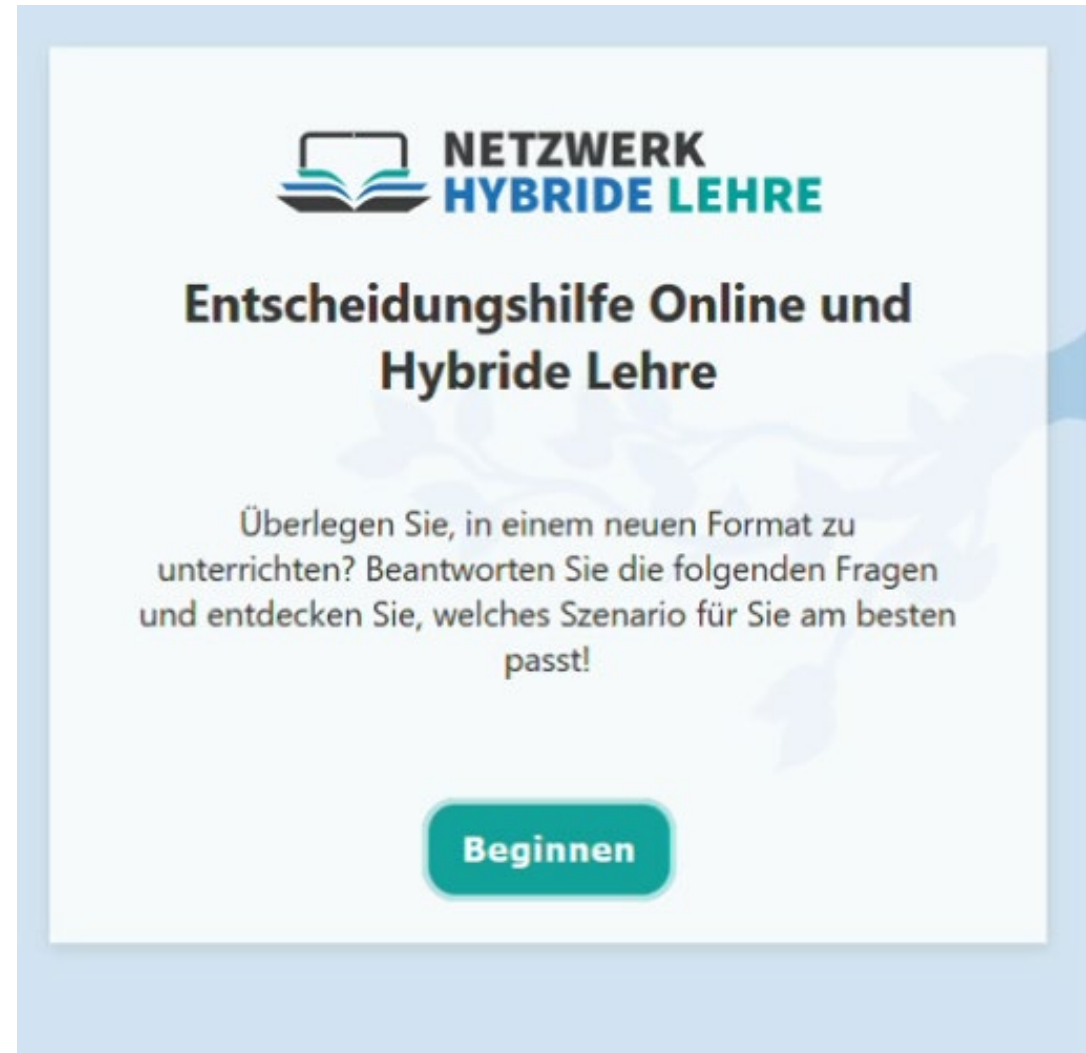 NETZWERK
HYBRIDE LEHRE
Entscheidungshilfe Online und
Hybride Lehre
Überlegen Sie, in einem neuen Format zu
unterrichten? Beantworten Sie die folgenden Fragen
und entdecken Sie, welches Szenario für Sie am besten
passt!
Beginnen